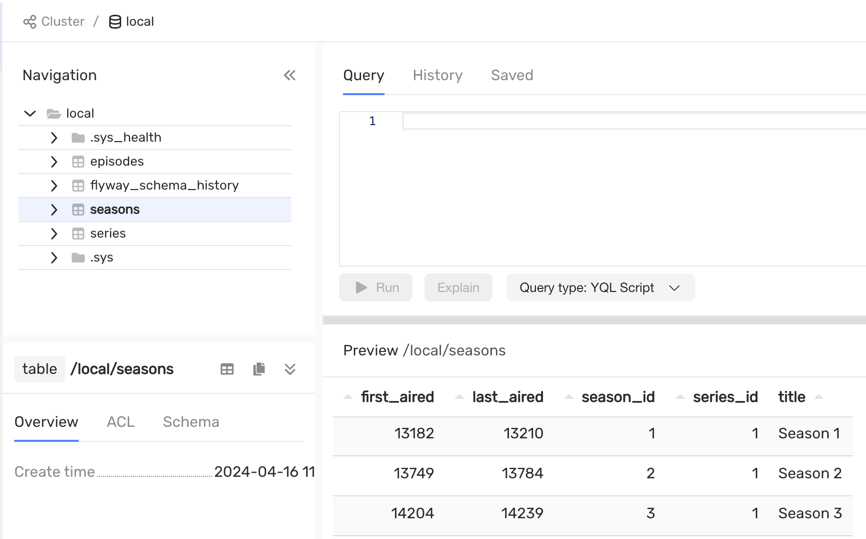 Cluster / local
Navigation
local
.sys_health
episodes
flyway_schema_history
seasons
series
.sys
table /local/seasons
Overview ACL Schema
Create time 2024-04-16 11
Query History Saved
1
Run Explain Query type: YQL Script
Preview /local/seasons
first_aired last_aired season_id series_id title
13182 13210 1 1 Season 1
13749 13784 2 1 Season 2
14204 14239 3 1 Season 3